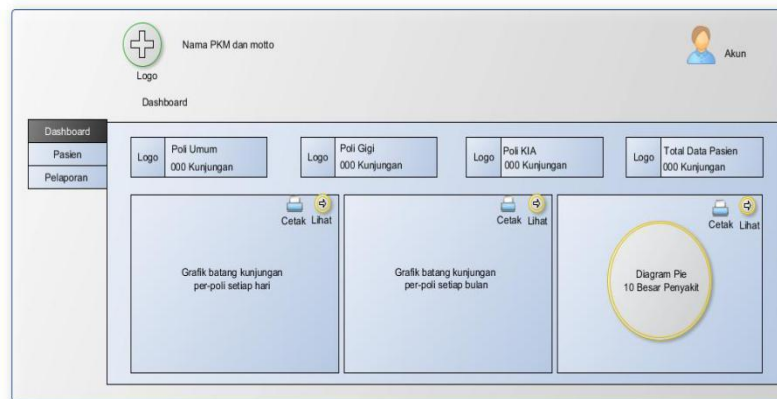 Nama PKM dan motto
Akun
Logo
Dashboard
Dashboard
Pasien
Pelaporan
Logo
Poli Umum
000 Kunjungan
Logo
Poli Gigi
000 Kunjungan
Logo
Poli KIA
000 Kunjungan
Logo
Total Data Pasien
000 Kunjungan
Cetak Lihat
Grafik batang kunjungan
per-poli setiap hari
Cetak Lihat
Grafik batang kunjungan
per-poli setiap bulan
Cetak Lihat
Diagram Pie
10 Besar Penyakit